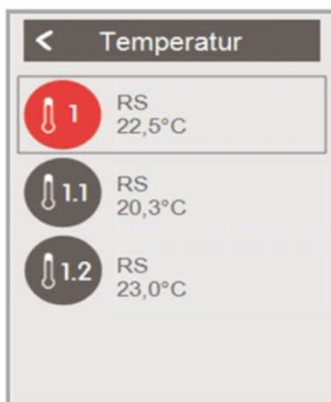 < Temperatur
1 RS
22,5°C
1.1 RS
20,3°C
1.2 RS
23,0°C